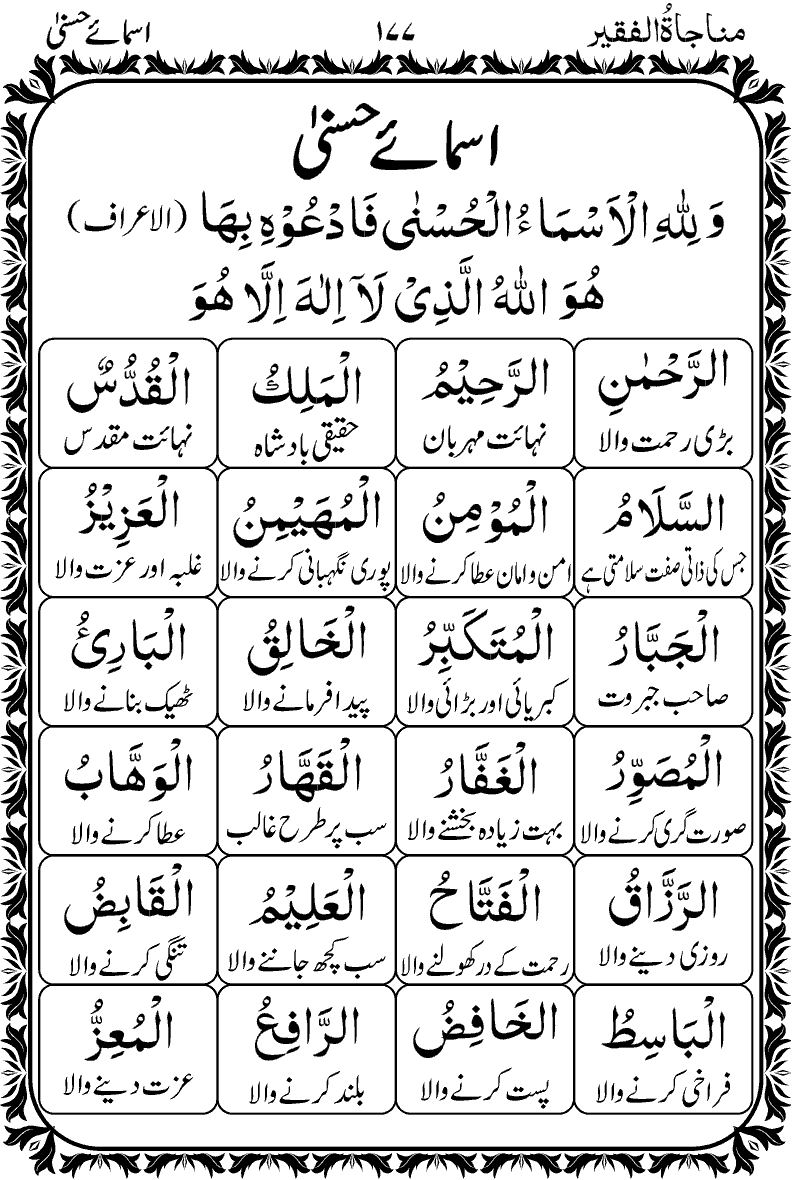 مناجاۃ الفقیر ۱۷۷ اسمائے حسنیٰ
اسمائے حسنیٰ
وَ لِلّٰهِ الْاَسْمَاءُ الْحُسْنٰى فَادْعُوْهِ بِهَا (الاعراف)
هُوَ اللّٰهُ الَّذِىْ لَآ اِلٰهَ اِلَّا هُوَ
الرَّحْمٰنِ الرَّحِيْمُ الْمَلِكُ الْقُدُّسٌ
بڑی رحمت والا نہائت مہربان حقیقی بادشاہ نہائت مقدس
السَّلَامُ الْمُوْمِنُ الْمُهَيْمِنُ الْعَزِيْزُ
جس کی ذاتی صفت سلامتی ہے امن و امان عطا کرنے والا پوری نگہبانی کرنے والا غلبہ اور عزت والا
الْجَبَّارُ الْمُتَكَبِّرُ الْخَالِقُ الْبَارِئُ
صاحب جبروت کبریائی اور بڑائی والا پیدا فرمانے والا ٹھیک بنانے والا
الْمُصَوِّرُ الْغَفَّارُ الْقَهَّارُ الْوَهَّابُ
صورت گری کرنے والا بہت زیادہ بخشنے والا سب پر طرح غالب عطا کرنے والا
الرَّزَّاقُ الْفَتَّاحُ الْعَلِيْمُ الْقَابِضُ
روزی دینے والا رحمت کے در کھولنے والا سب کچھ جاننے والا تنگی کرنے والا
الْبَاسِطُ الخَافِضُ الرَّافِعُ الْمُعِزُّ
فراخی کرنے والا پست کرنے والا بلند کرنے والا عزت دینے والا